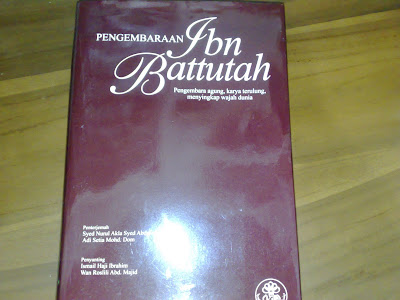 PENGEMBARAAN Ibn
Battutah
Pengembara agung, karya terulung,
menyingkap wajah dunia
Penterjemah
Syed Nurul Akla Syed
Adi Setia Mohd. Dom
Penyunting
Ismail Haji Ibrahim
Wan Roslili Abd. Majid